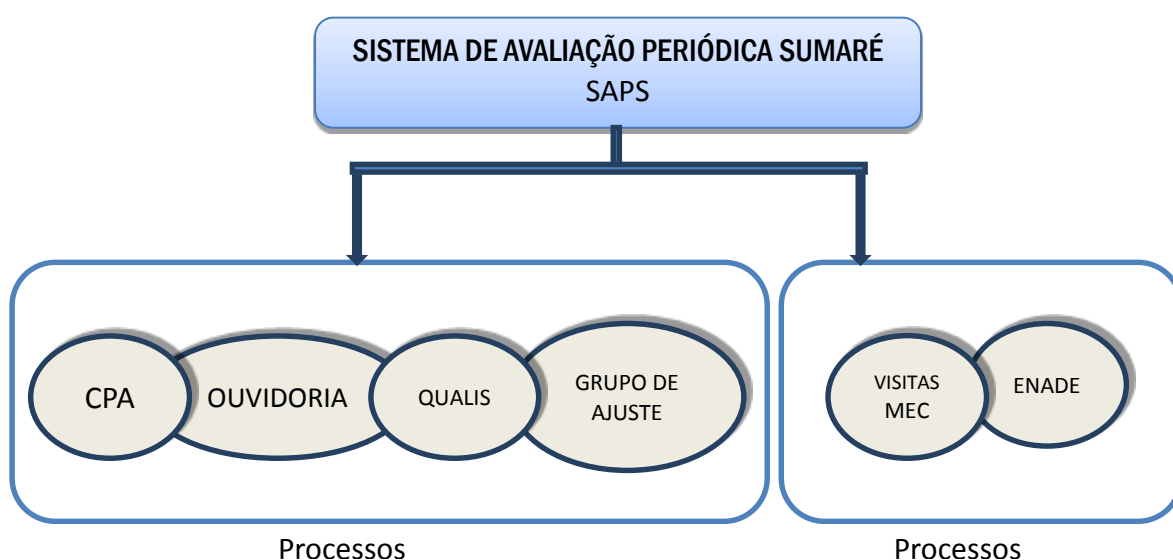 SISTEMA DE AVALIAÇÃO PERIÓDICA SUMARÉ
SAPS
CPA
OUVIDORIA
QUALIS
GRUPO DE
AJUSTE
VISITAS
MEC
ENADE
Processos
Processos